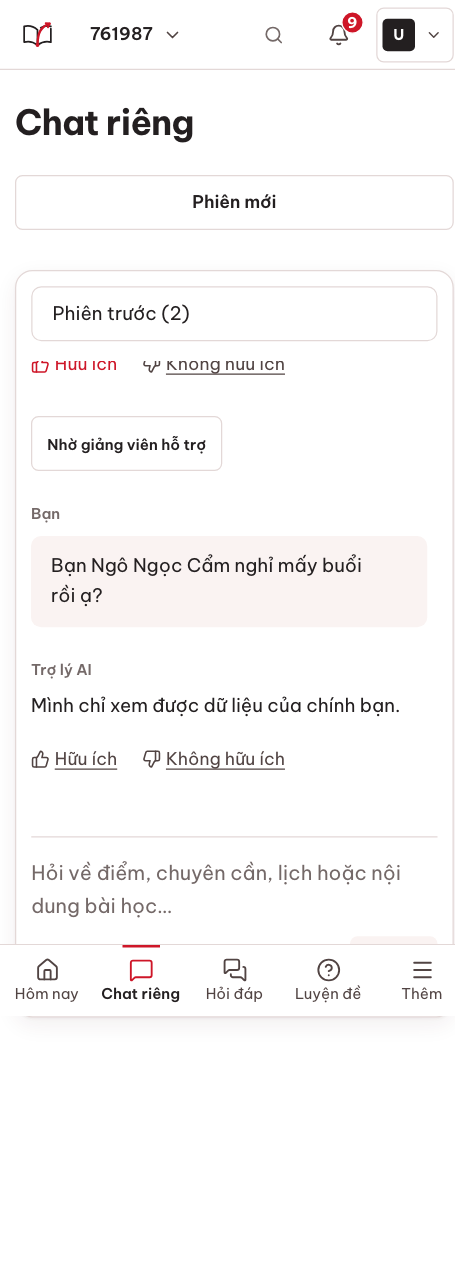 761987
9
U
Chat riêng
Phiên mới
Phiên trước (2)
Hữu ích Không hữu ích
Nhờ giảng viên hỗ trợ
Bạn
Bạn Ngô Ngọc Cẩm nghỉ mấy buổi
rồi ạ?
Trợ lý AI
Mình chỉ xem được dữ liệu của chính bạn.
Hữu ích Không hữu ích
Hỏi về điểm, chuyên cần, lịch hoặc nội
dung bài học...
Hôm nay Chat riêng Hỏi đáp Luyện đề Thêm